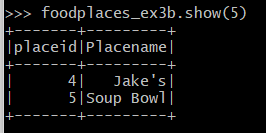 >>> foodplaces_ex3b.show(5)
+-------+---------+
|placeid|Placename|
+-------+---------+
|      4|   Jake's|
|      5|Soup Bowl|
+-------+---------+